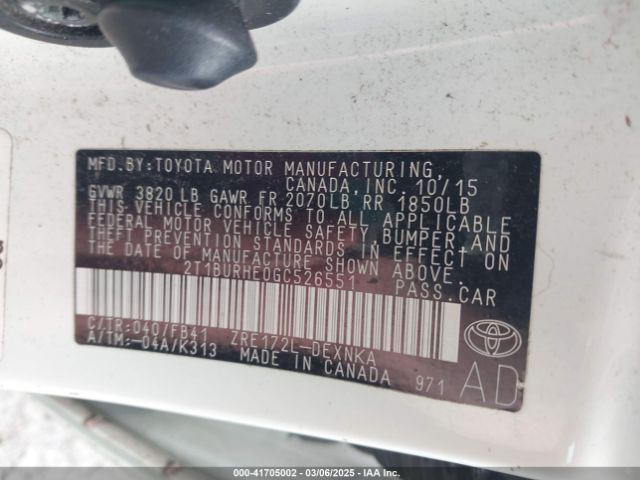 MFD.BY:TOYOTA MOTOR MANUFACTURING,
CANADA, INC. 10/15
GVWR 3820LB GAWR FR 2070LB RR 1850LB
THIS VEHICLE CONFORMS TO ALL APPLICABLE
FEDERAL MOTOR VEHICLE SAFETY, BUMPER, AND
THEFT PREVENTION STANDARDS IN EFFECT ON
THE DATE OF MANUFACTURE SHOWN ABOVE.
2T1BURHE0GC526551 PASS.CAR
C/TR:040/FB41 ZRE172L-DEXNKA
A/TM:-04A/K313 MADE IN CANADA 971
AD
TOYOTA
000-41705002 - 03/06/2025 - IAA Inc.